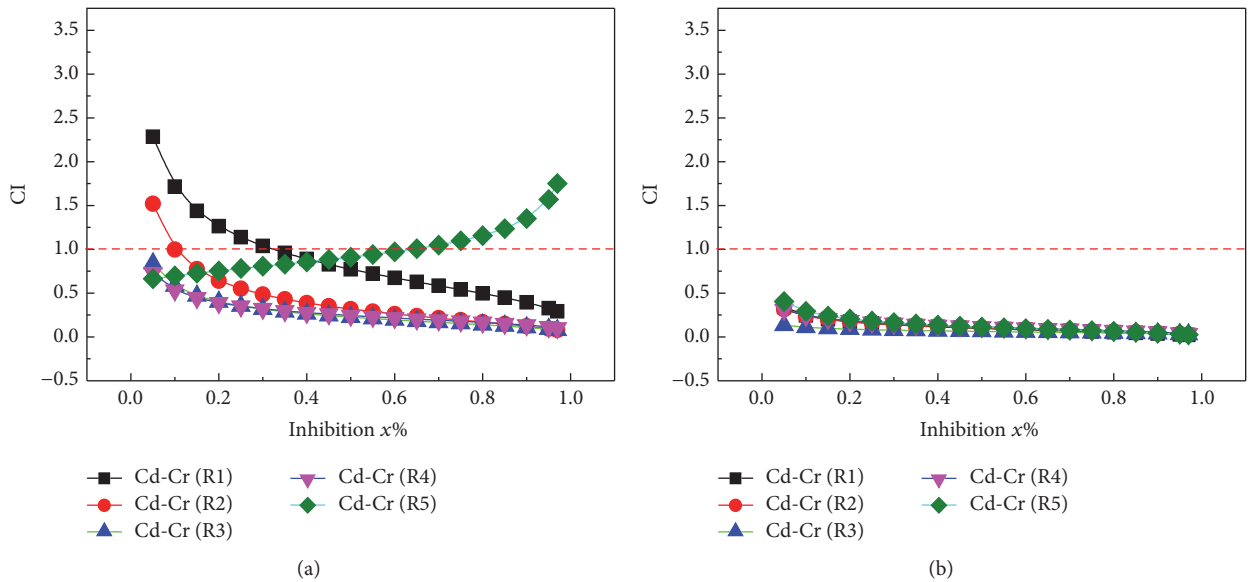 3.5
3.0
2.5
2.0
1.5
1.0
0.5
0.0
−0.5
CI
0.0 0.2 0.4 0.6 0.8 1.0
Inhibition x%
Cd-Cr (R1)
Cd-Cr (R2)
Cd-Cr (R3)
Cd-Cr (R4)
Cd-Cr (R5)
(a)
3.5
3.0
2.5
2.0
1.5
1.0
0.5
0.0
−0.5
CI
0.0 0.2 0.4 0.6 0.8 1.0
Inhibition x%
Cd-Cr (R1)
Cd-Cr (R2)
Cd-Cr (R3)
Cd-Cr (R4)
Cd-Cr (R5)
(b)